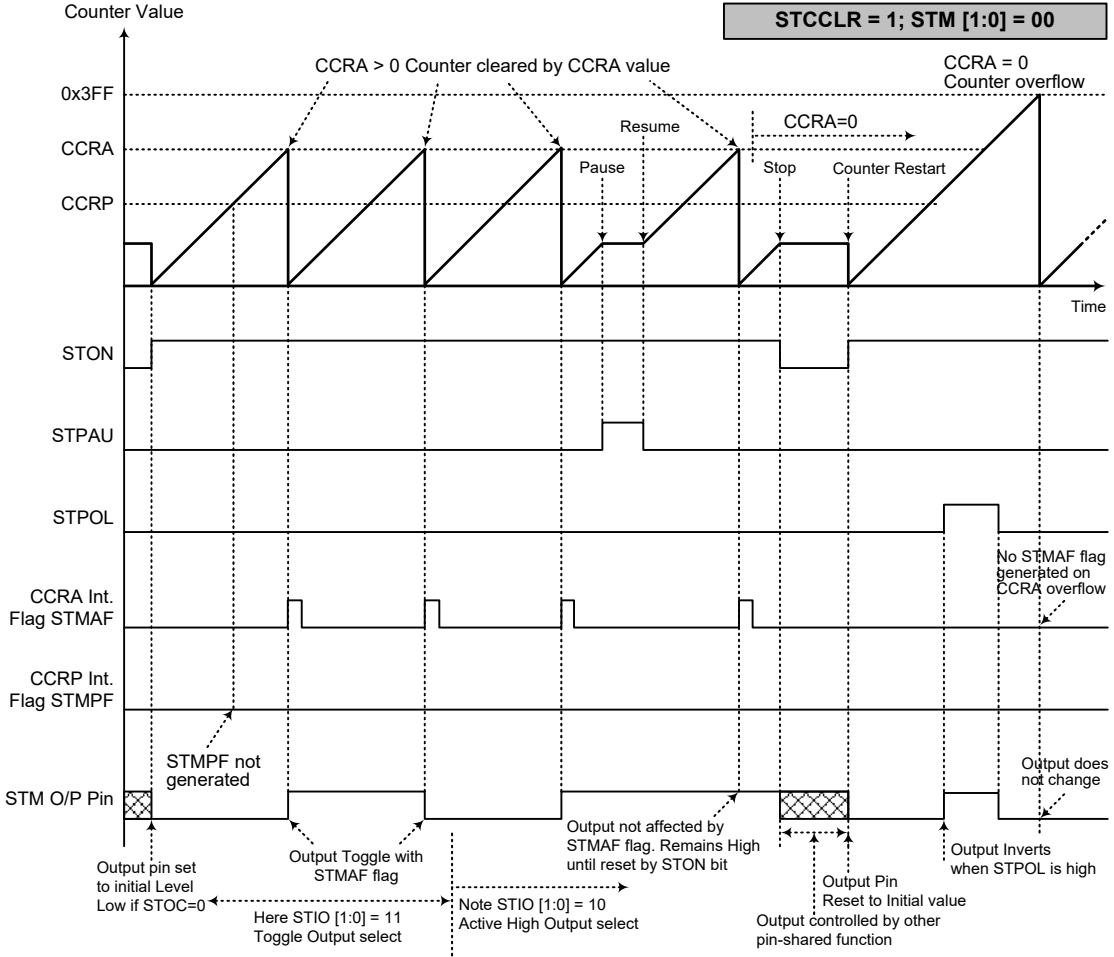 Counter Value
STCCLR = 1; STM [1:0] = 00
CCRA > 0 Counter cleared by CCRA value
CCRA = 0
Counter overflow
0x3FF
CCRA
CCRP
Resume
CCRA=0
Pause
Stop
Counter Restart
Time
STON
STPAU
STPOL
No STMAF flag
generated on
CCRA overflow
CCRA Int.
Flag STMAF
CCRP Int.
Flag STMPF
STMPF not
generated
Output does
not change
STM O/P Pin
Output pin set
to initial Level
Low if STOC=0
Output Toggle with
STMAF flag
Here STIO [1:0] = 11
Toggle Output select
Note STIO [1:0] = 10
Active High Output select
Output not affected by
STMAF flag. Remains High
until reset by STON bit
Output Pin
Reset to Initial value
Output controlled by other
pin-shared function
Output Inverts
when STPOL is high